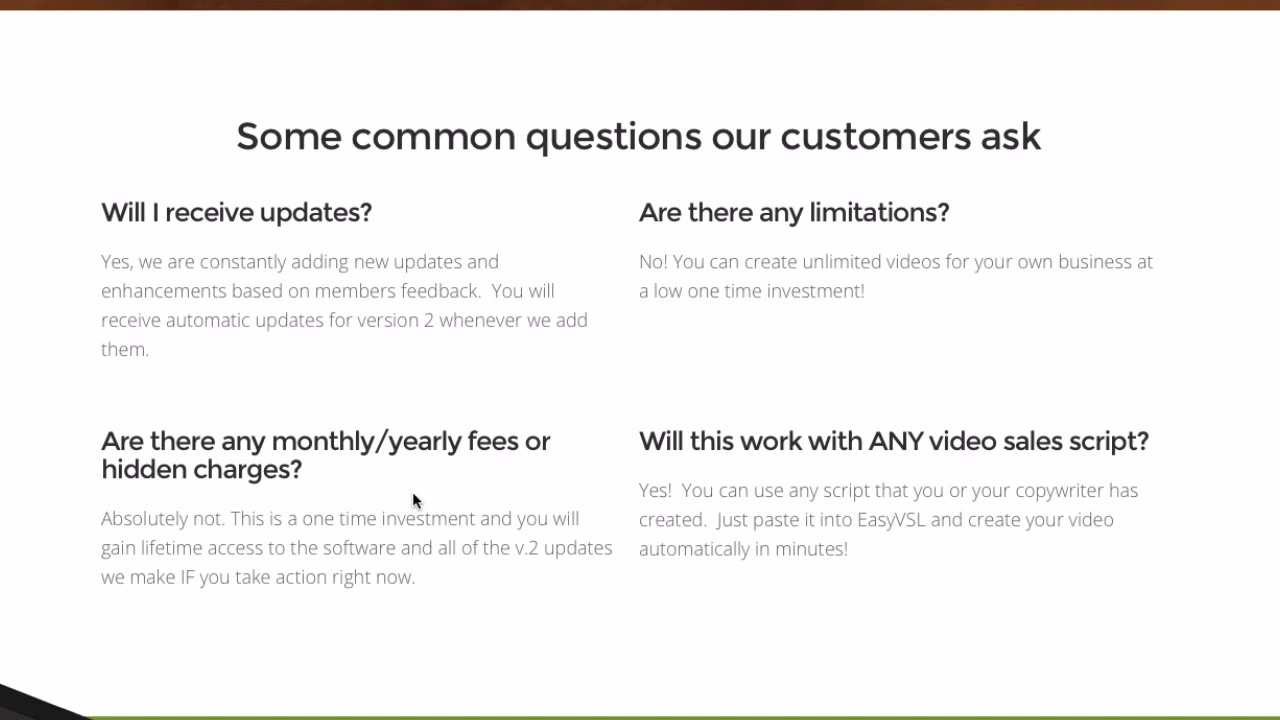 Some common questions our customers ask
Will I receive updates?
Yes, we are constantly adding new updates and
enhancements based on members feedback.  You will
receive automatic updates for version 2 whenever we add
them.
Are there any limitations?
No! You can create unlimited videos for your own business at
a low one time investment!
Are there any monthly/yearly fees or
hidden charges?
Absolutely not. This is a one time investment and you will
gain lifetime access to the software and all of the v.2 updates
we make IF you take action right now.
Will this work with ANY video sales script?
Yes!  You can use any script that you or your copywriter has
created.  Just paste it into EasyVSL and create your video
automatically in minutes!